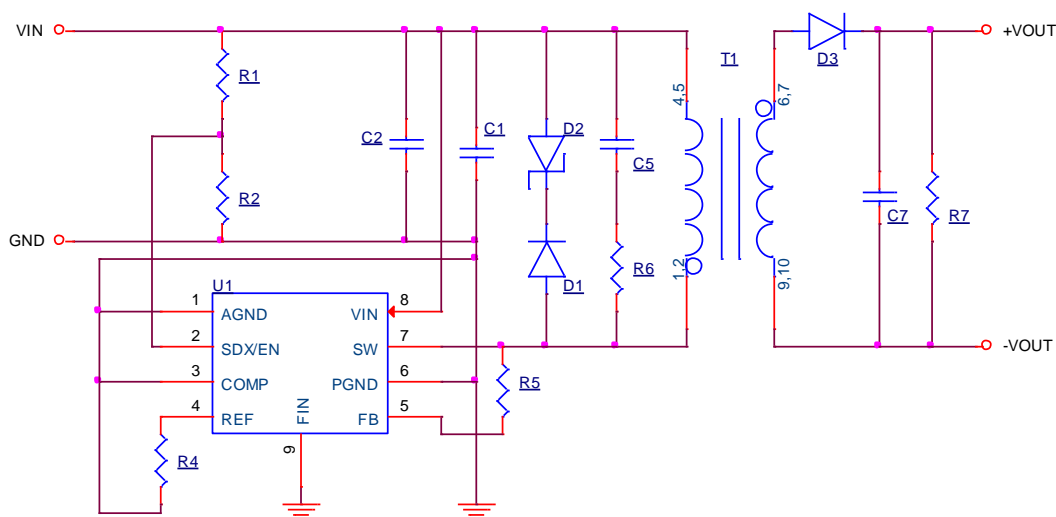 VIN
+VOUT
T1
D3
R1
4,5
6,7
C2
C1
D2
C5
R2
C7
R7
GND
R6
1,2
9,10
D1
U1
1
AGND
VIN
8
2
SDX/EN
SW
7
-VOUT
3
COMP
PGND
6
R5
4
REF
FIN
FB
5
9
R4